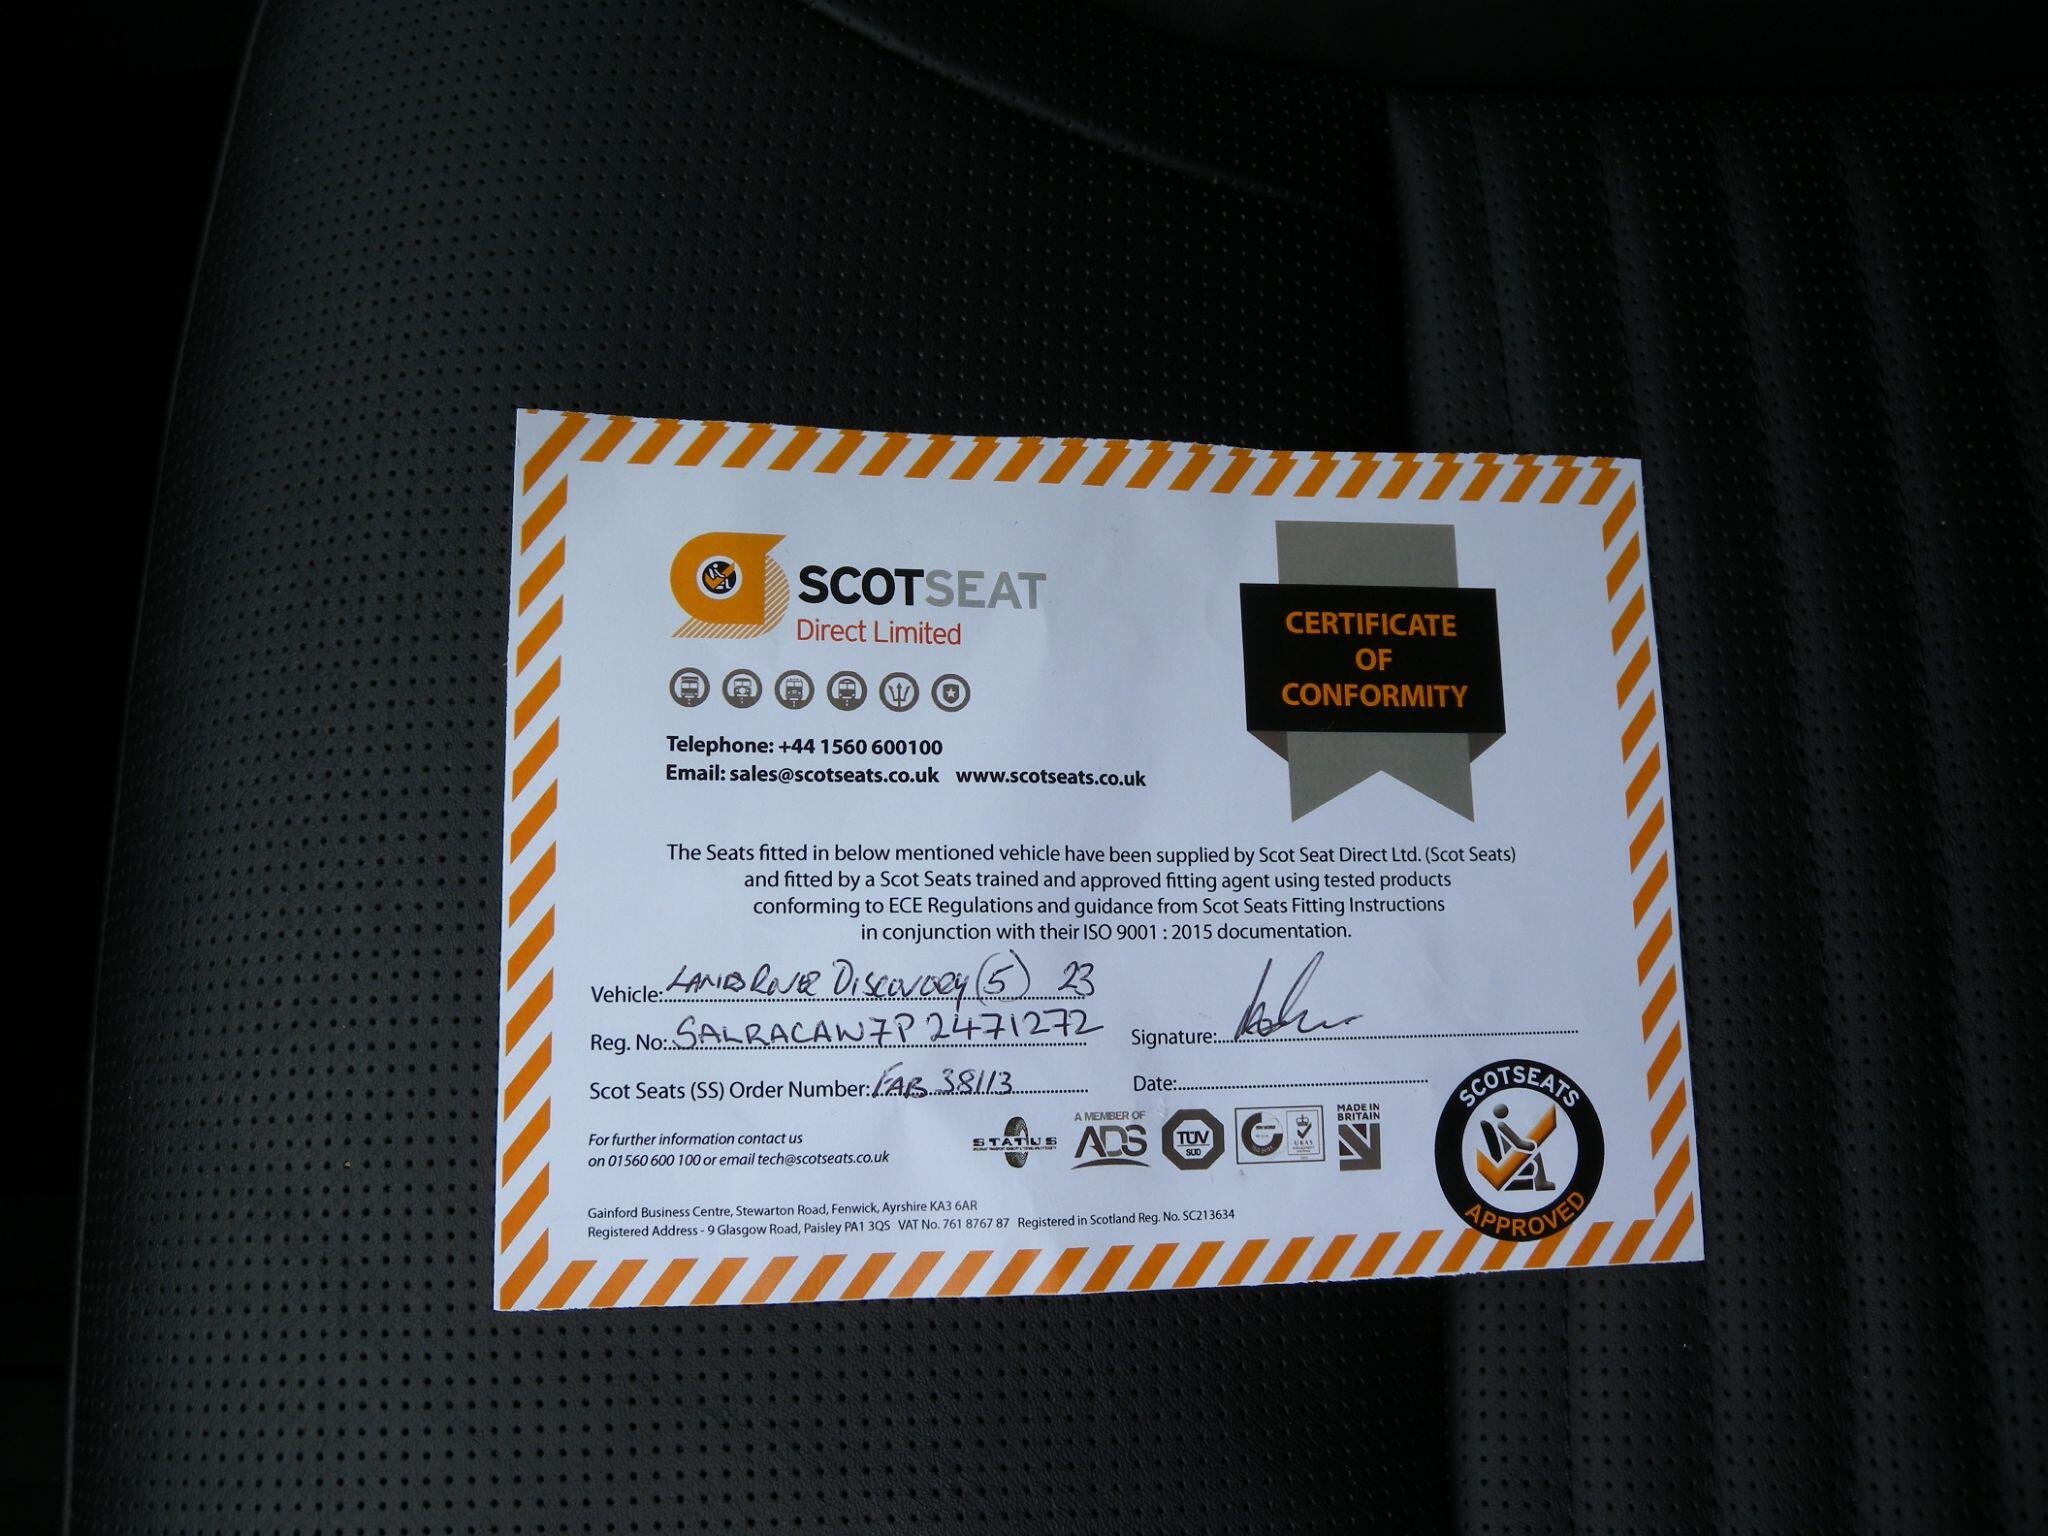 SCOTSEAT
Direct Limited
CERTIFICATE
OF
CONFORMITY
Telephone: +44 1560 600100
Email: sales@scotseats.co.uk www.scotseats.co.uk
The Seats fitted in below mentioned vehicle have been supplied by Scot Seat Direct Ltd. (Scot Seats)
and fitted by a Scot Seats trained and approved fitting agent using tested products
conforming to ECE Regulations and guidance from Scot Seats Fitting Instructions
in conjunction with their ISO 9001 : 2015 documentation.
Vehicle: LAND ROVER DISCOVERY (5) 23
Reg. No: SALRACAW7P2471272
Signature:
Scot Seats (SS) Order Number: FAB 38113
Date:
For further information contact us
on 01560 600 100 or email tech@scotseats.co.uk
STATUS
A MEMBER OF
ADS
TÜV
SÜD
UKAS
MADE IN
BRITAIN
SCOTSEATS
APPROVED
Gainford Business Centre, Stewarton Road, Fenwick, Ayrshire KA3 6AR
Registered Address - 9 Glasgow Road, Paisley PA1 3QS VAT No. 761 8767 87 Registered in Scotland Reg. No. SC213634